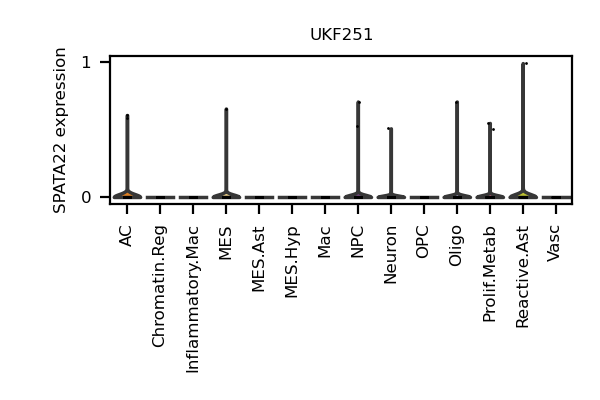 UKF251
SPATA22 expression
1
0
AC
Chromatin.Reg
Inflammatory.Mac
MES
MES.Ast
MES.Hyp
Mac
NPC
Neuron
OPC
Oligo
Prolif.Metab
Reactive.Ast
Vasc